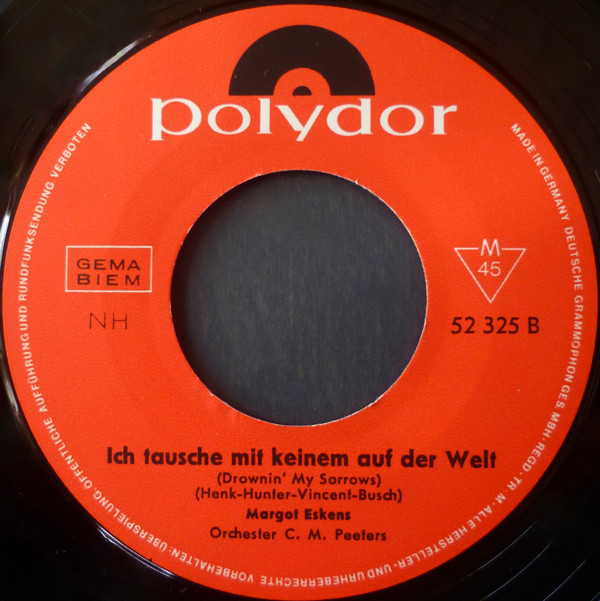 polydor
GEMA
BIEM
NH
M
45
52 325 B
Ich tausche mit keinem auf der Welt
(Drownin' My Sorrows)
(Henk-Hunter-Vincent-Busch)
Margot Eskens
Orchester C. M. Peeters
MADE IN GERMANY DEUTSCHE GRAMMOPHON GES. MBH · REGD. TR. M. · ALLE HERSTELLER- UND URHEBERRECHTE VORBEHALTEN · ÜBERSPIELUNG ÖFFENTLICHE AUFFÜHRUNG UND RUNDFUNKSENDUNG VERBOTEN